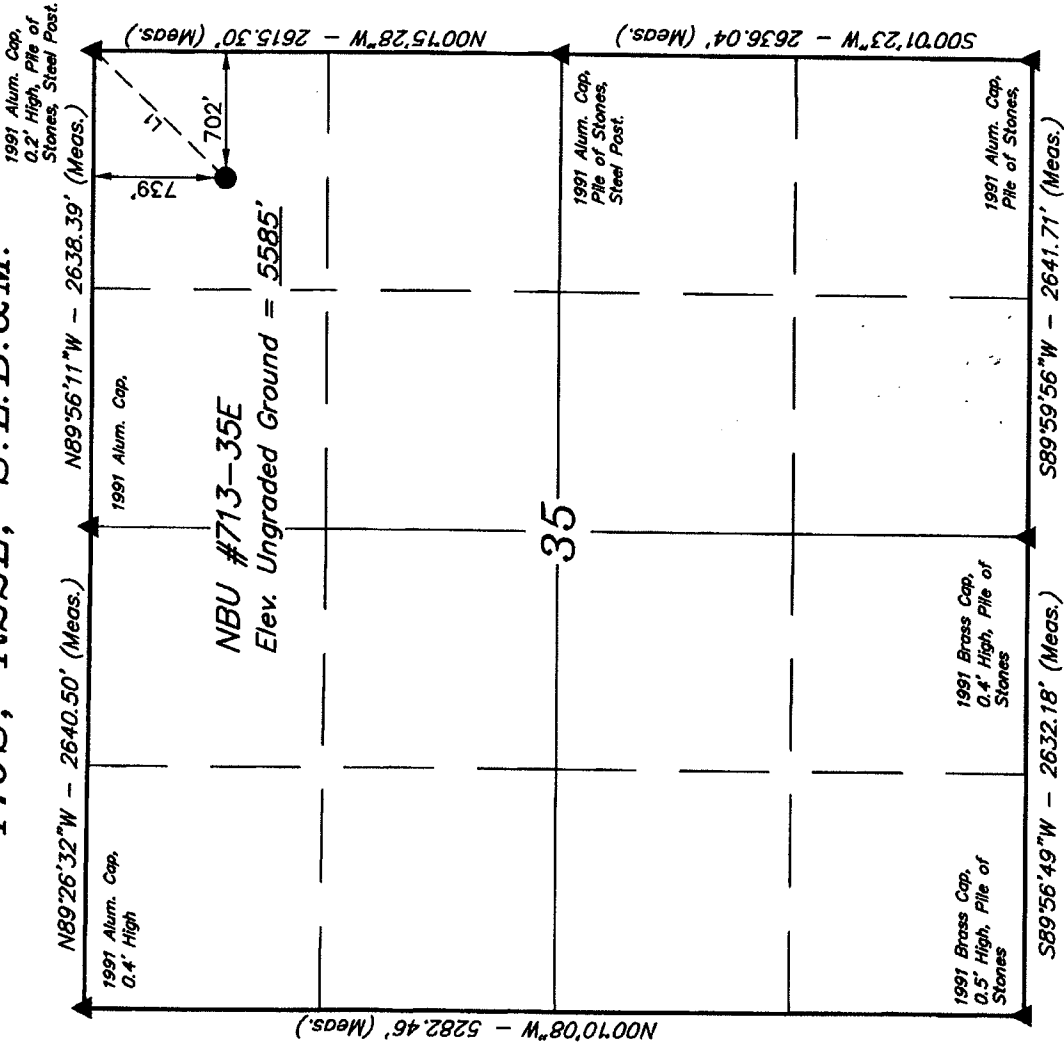 1991 Alum. Cap,
0.2' High, Pile of
Stones, Steel Post.
N89°26'32"W - 2640.50' (Meas.)
N89°56'11"W - 2638.39' (Meas.)
1991 Alum. Cap,
0.4' High
1991 Alum. Cap,
L1
739'
702'
NBU #713-35E
Elev. Ungraded Ground = 5585'
N00°15'28"W - 2615.30' (Meas.)
N00°10'08"W - 5282.46' (Meas.)
35
1991 Alum. Cap,
Pile of Stones,
Steel Post.
S00°01'23"W - 2636.04' (Meas.)
1991 Brass Cap,
0.5' High, Pile of
Stones
1991 Brass Cap,
0.4' High, Pile of
Stones
1991 Alum. Cap,
Pile of Stones,
S89°56'49"W - 2632.18' (Meas.)
S89°59'56"W - 2641.71' (Meas.)